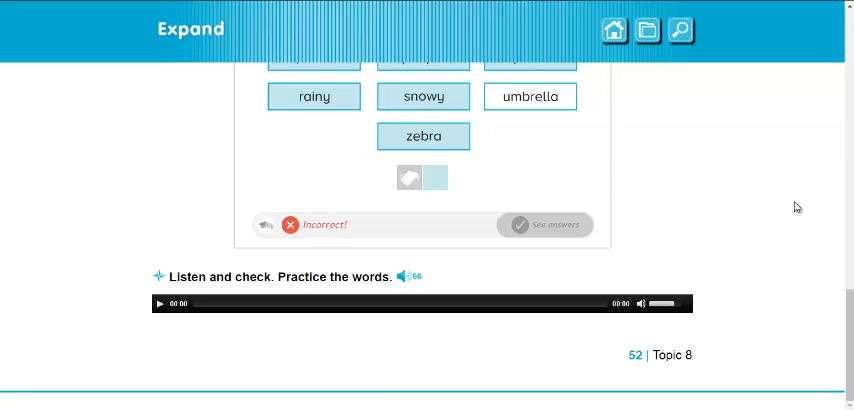 Expand
rainy
snowy
umbrella
zebra
Incorrect!
See answers
Listen and check. Practice the words. 56
00:00
00:00
52 | Topic 8